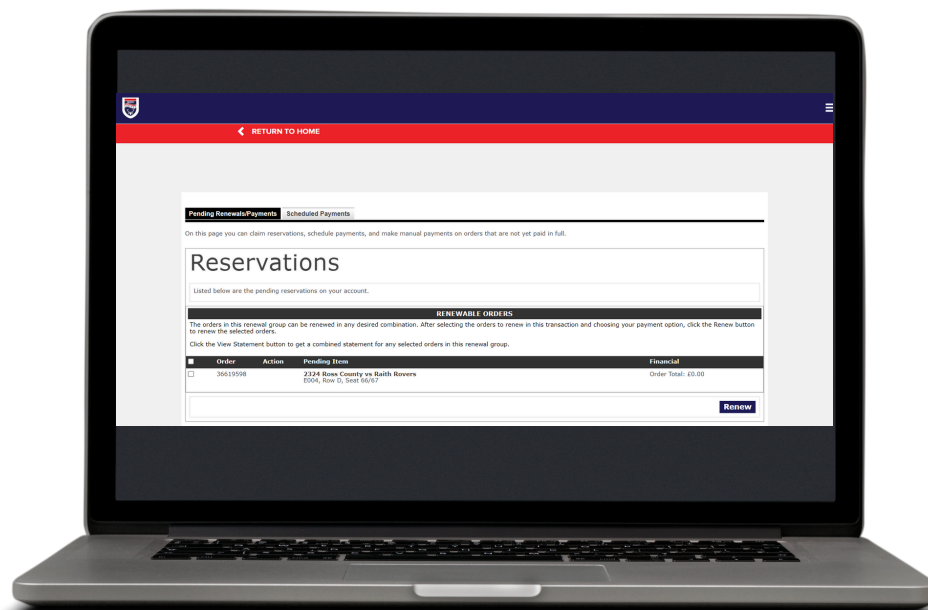 RETURN TO HOME
Pending Renewals/Payments Scheduled Payments
On this page you can claim reservations, schedule payments, and make manual payments on orders that are not yet paid in full.
Reservations
Listed below are the pending reservations on your account.
RENEWABLE ORDERS
The orders in this renewal group can be renewed in any desired combination. After selecting the orders to renew in this transaction and choosing your payment option, click the Renew button
to renew the selected orders.
Click the View Statement button to get a combined statement for any selected orders in this renewal group.
Order Action Pending Item Financial
36619598 2324 Ross County vs Raith Rovers Order Total: £0.00
E004, Row D, Seat 66/67
Renew